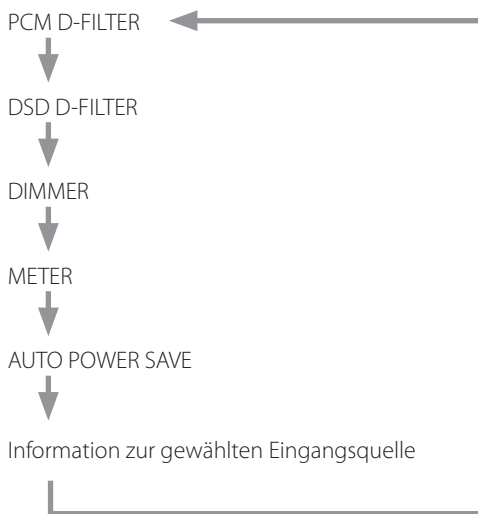 PCM D-FILTER
DSD D-FILTER
DIMMER
METER
AUTO POWER SAVE
Information zur gewählten Eingangsquelle